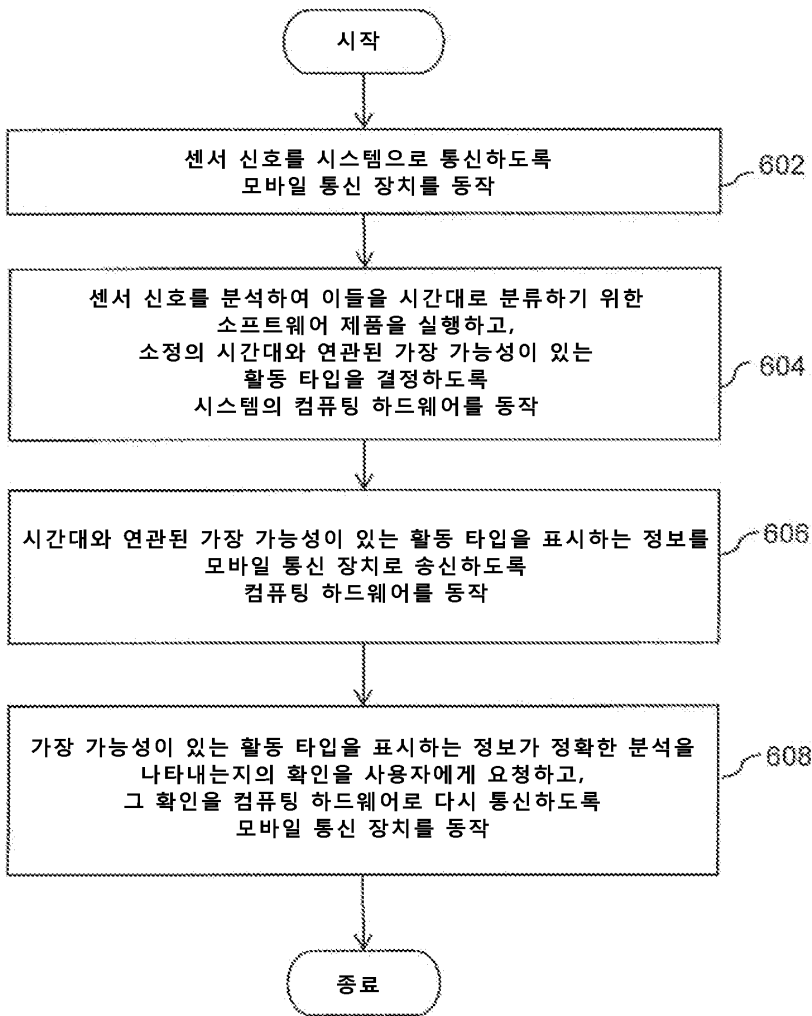 시작
센서 신호를 시스템으로 통신하도록
모바일 통신 장치를 동작
602
센서 신호를 분석하여 이들을 시간대로 분류하기 위한
소프트웨어 제품을 실행하고,
소정의 시간대와 연관된 가장 가능성이 있는
활동 타입을 결정하도록
시스템의 컴퓨팅 하드웨어를 동작
604
시간대와 연관된 가장 가능성이 있는 활동 타입을 표시하는 정보를
모바일 통신 장치로 송신하도록
컴퓨팅 하드웨어를 동작
606
가장 가능성이 있는 활동 타입을 표시하는 정보가 정확한 분석을
나타내는지의 확인을 사용자에게 요청하고,
그 확인을 컴퓨팅 하드웨어로 다시 통신하도록
모바일 통신 장치를 동작
608
종료